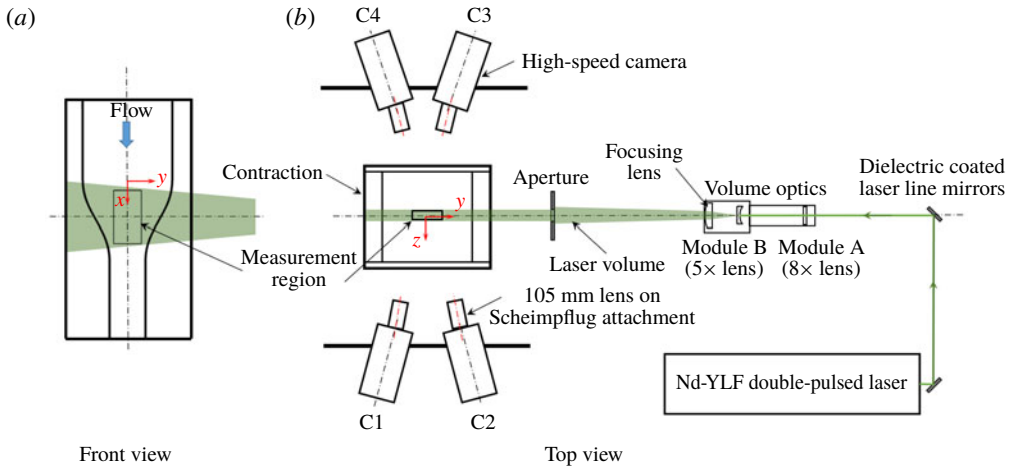 (a)
Flow
y
x
Measurement
region
Front view
(b)
C4
C3
High-speed camera
Contraction
Aperture
y
z
Laser volume
Focusing
lens
Volume optics
Dielectric coated
laser line mirrors
Module B
(5× lens)
Module A
(8× lens)
105 mm lens on
Scheimpflug attachment
Nd-YLF double-pulsed laser
C1
C2
Top view